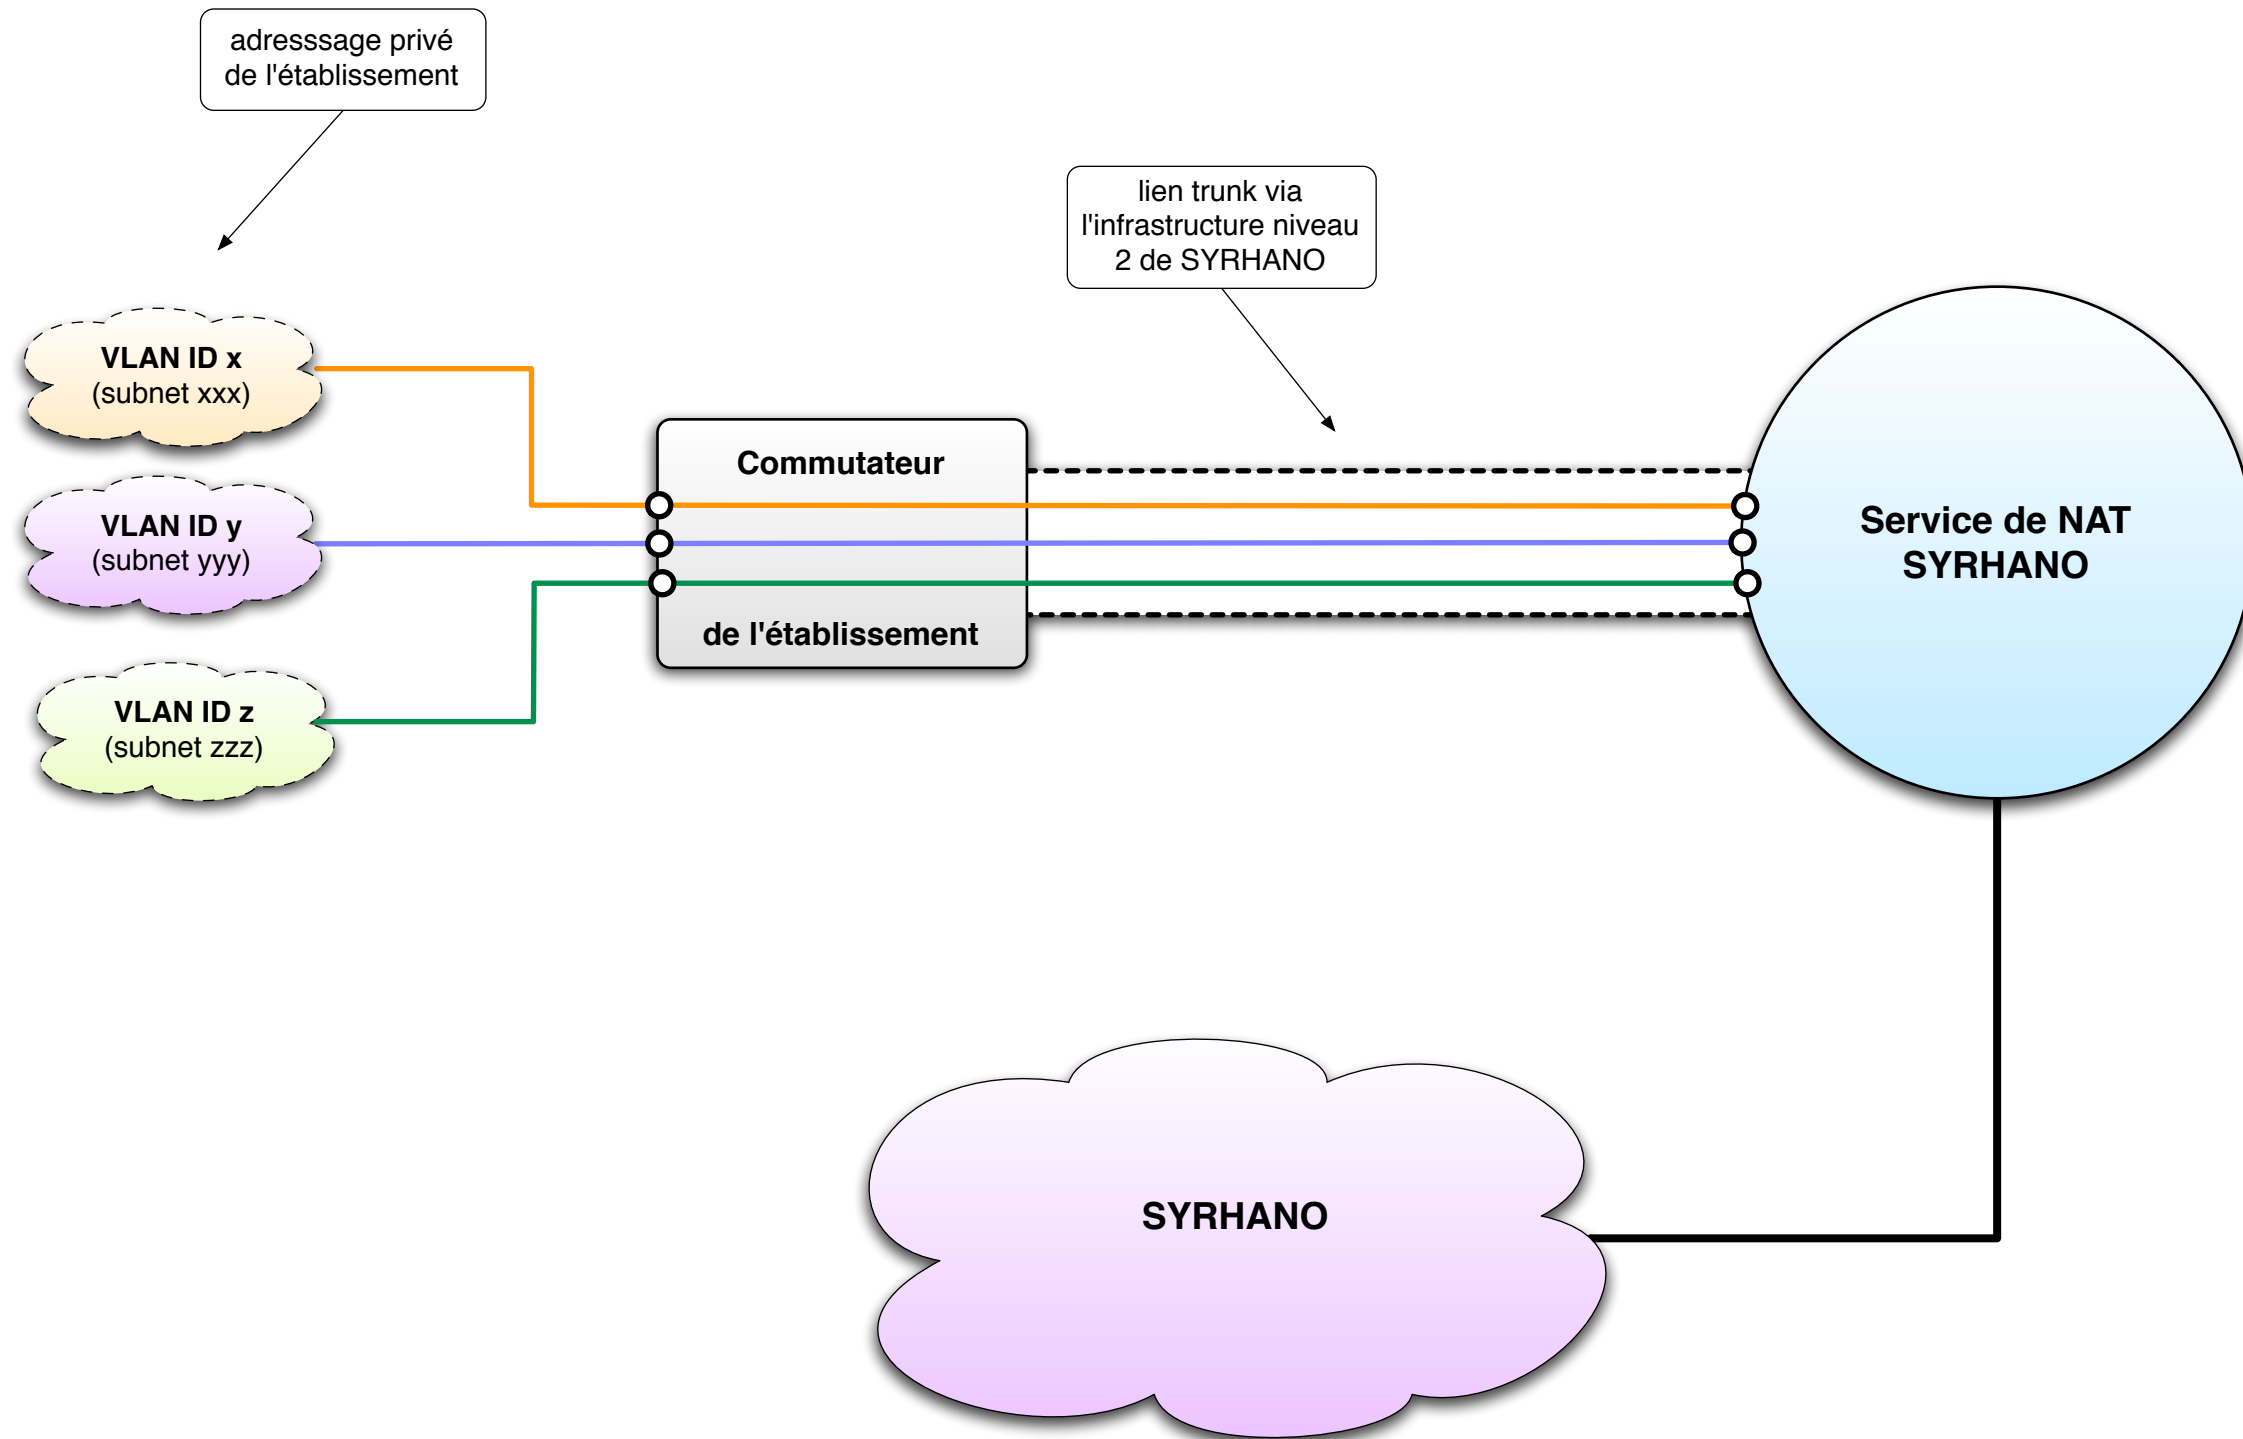 adresssage privé
de l'établissement
lien trunk via
l'infrastructure niveau
2 de SYRHANO
VLAN ID x
(subnet xxx)
VLAN ID y
(subnet yyy)
VLAN ID z
(subnet zzz)
Commutateur
de l'établissement
Service de NAT
SYRHANO
SYRHANO